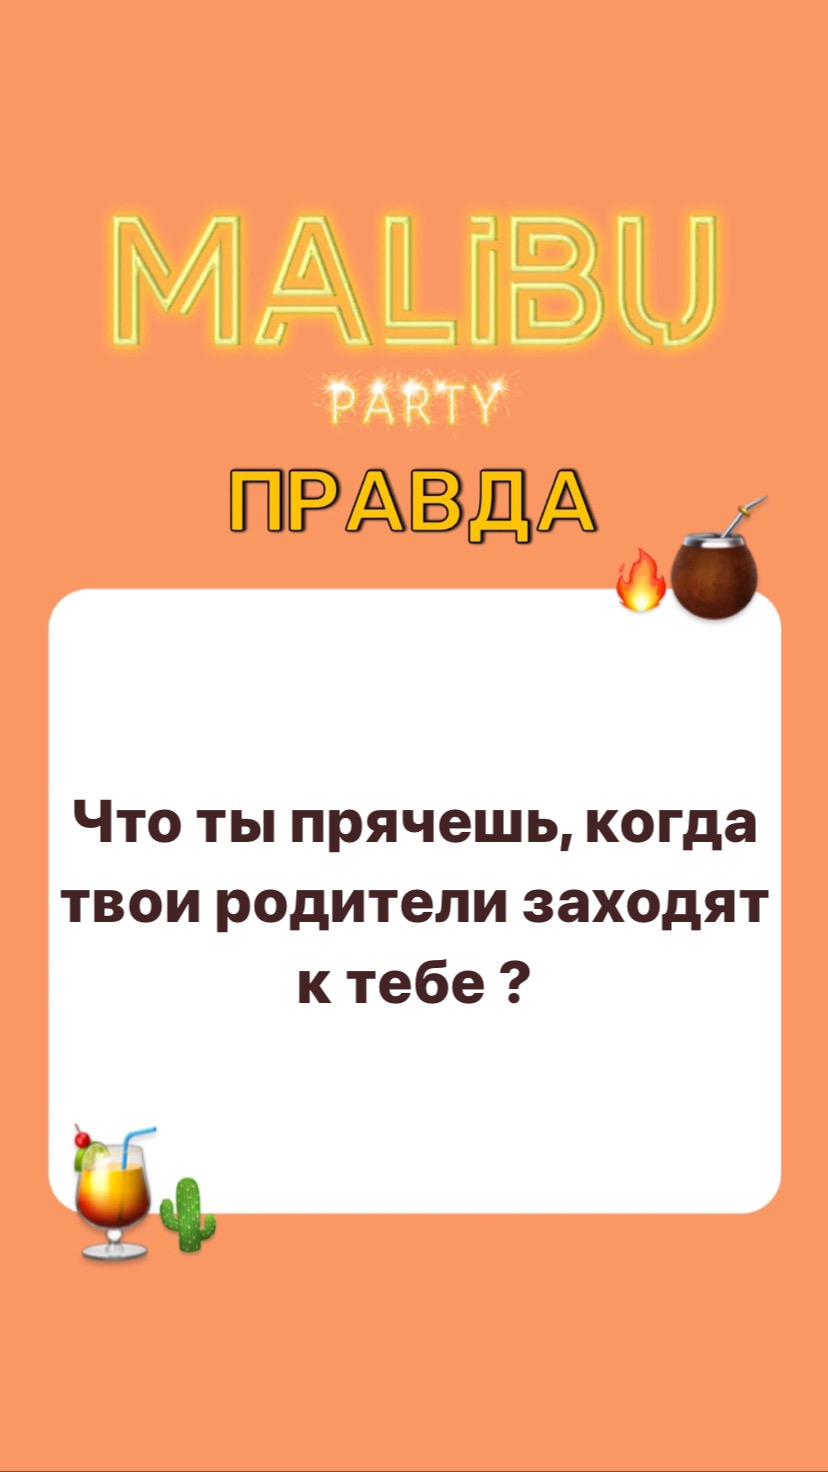 MALiBU
PARTY
ПРАВДА
Что ты прячешь, когда
твои родители заходят
к тебе ?